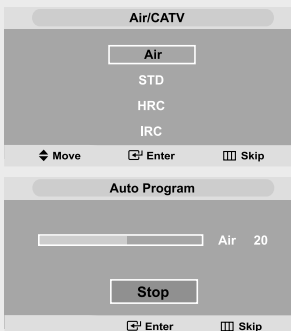 Air/CATV
Air
STD
HRC
IRC
Move Enter Skip
Auto Program
Air 20
Stop
Enter Skip